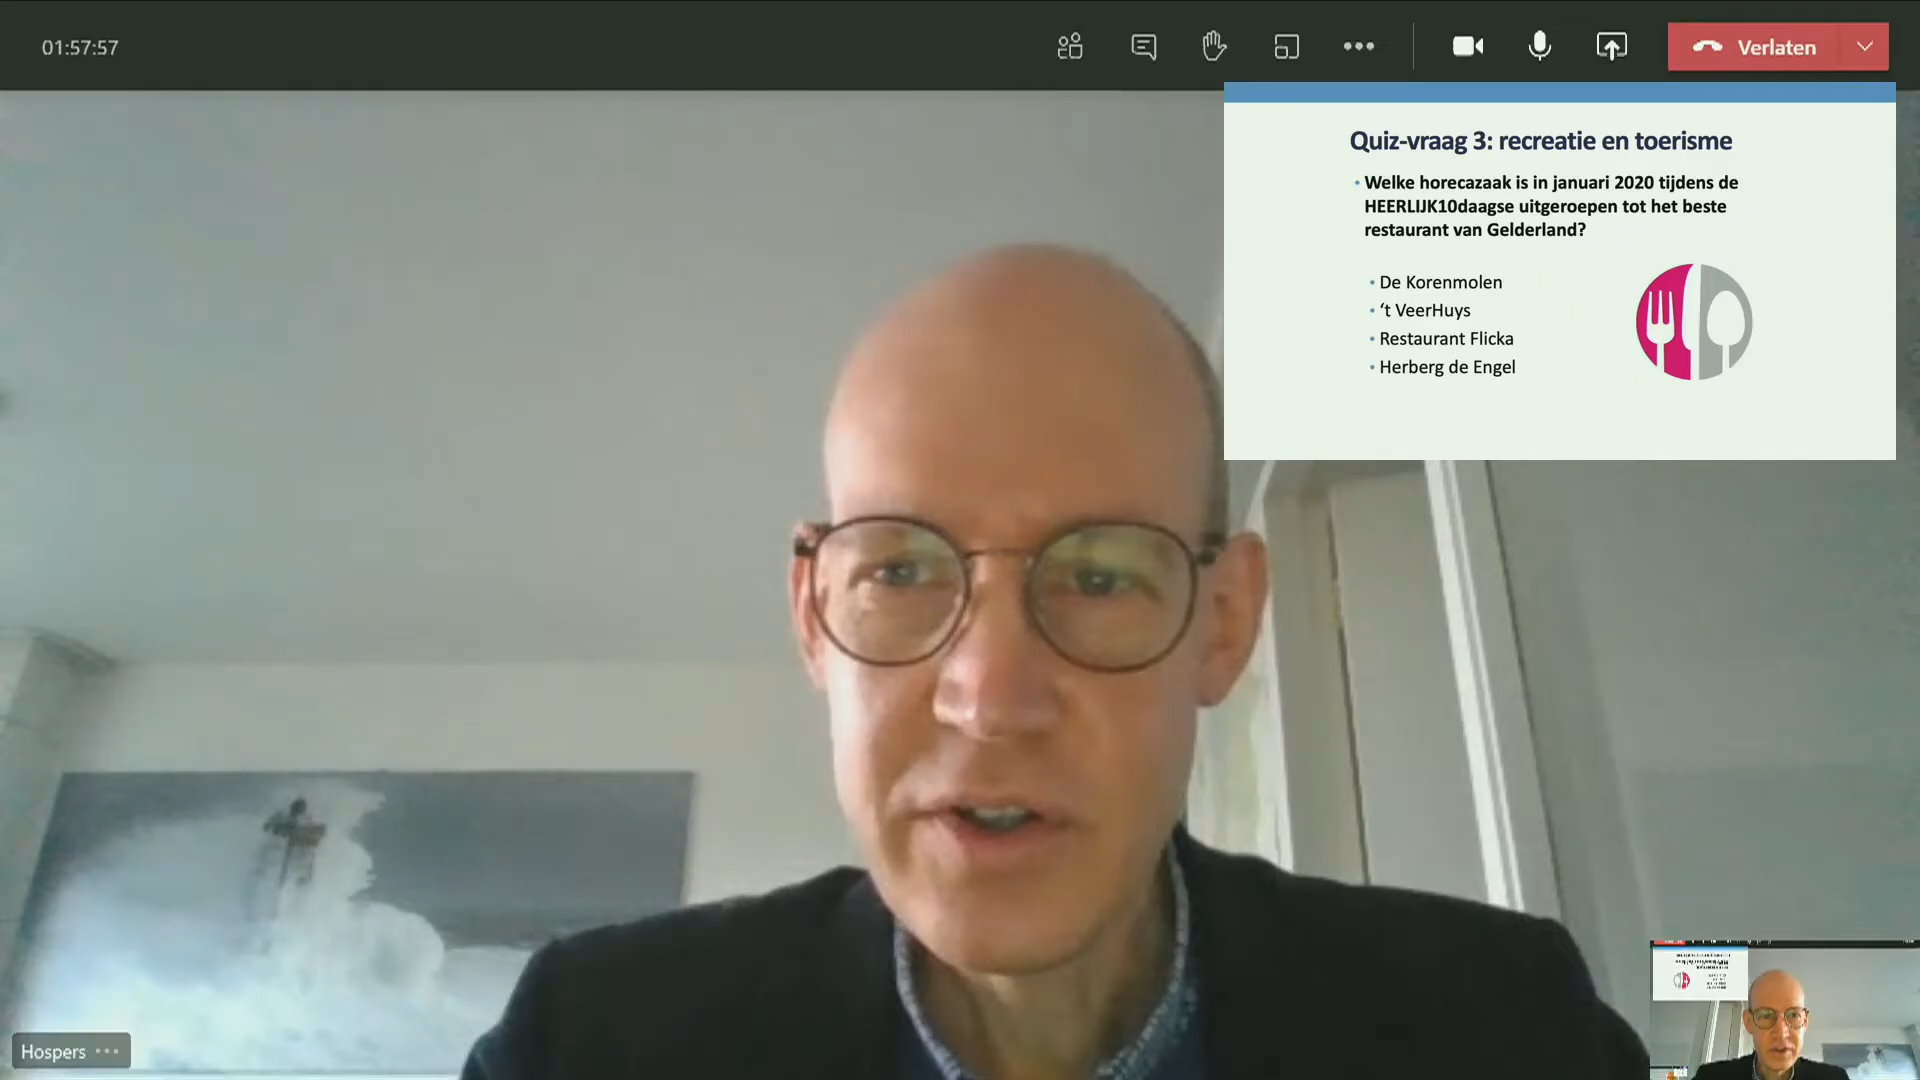 01:57:57
Verlaten
Quiz-vraag 3: recreatie en toerisme
• Welke horecazaak is in januari 2020 tijdens de
HEERLIJK10daagse uitgeroepen tot het beste
restaurant van Gelderland?
• De Korenmolen
• ‘t VeerHuys
• Restaurant Flicka
• Herberg de Engel
Hospers